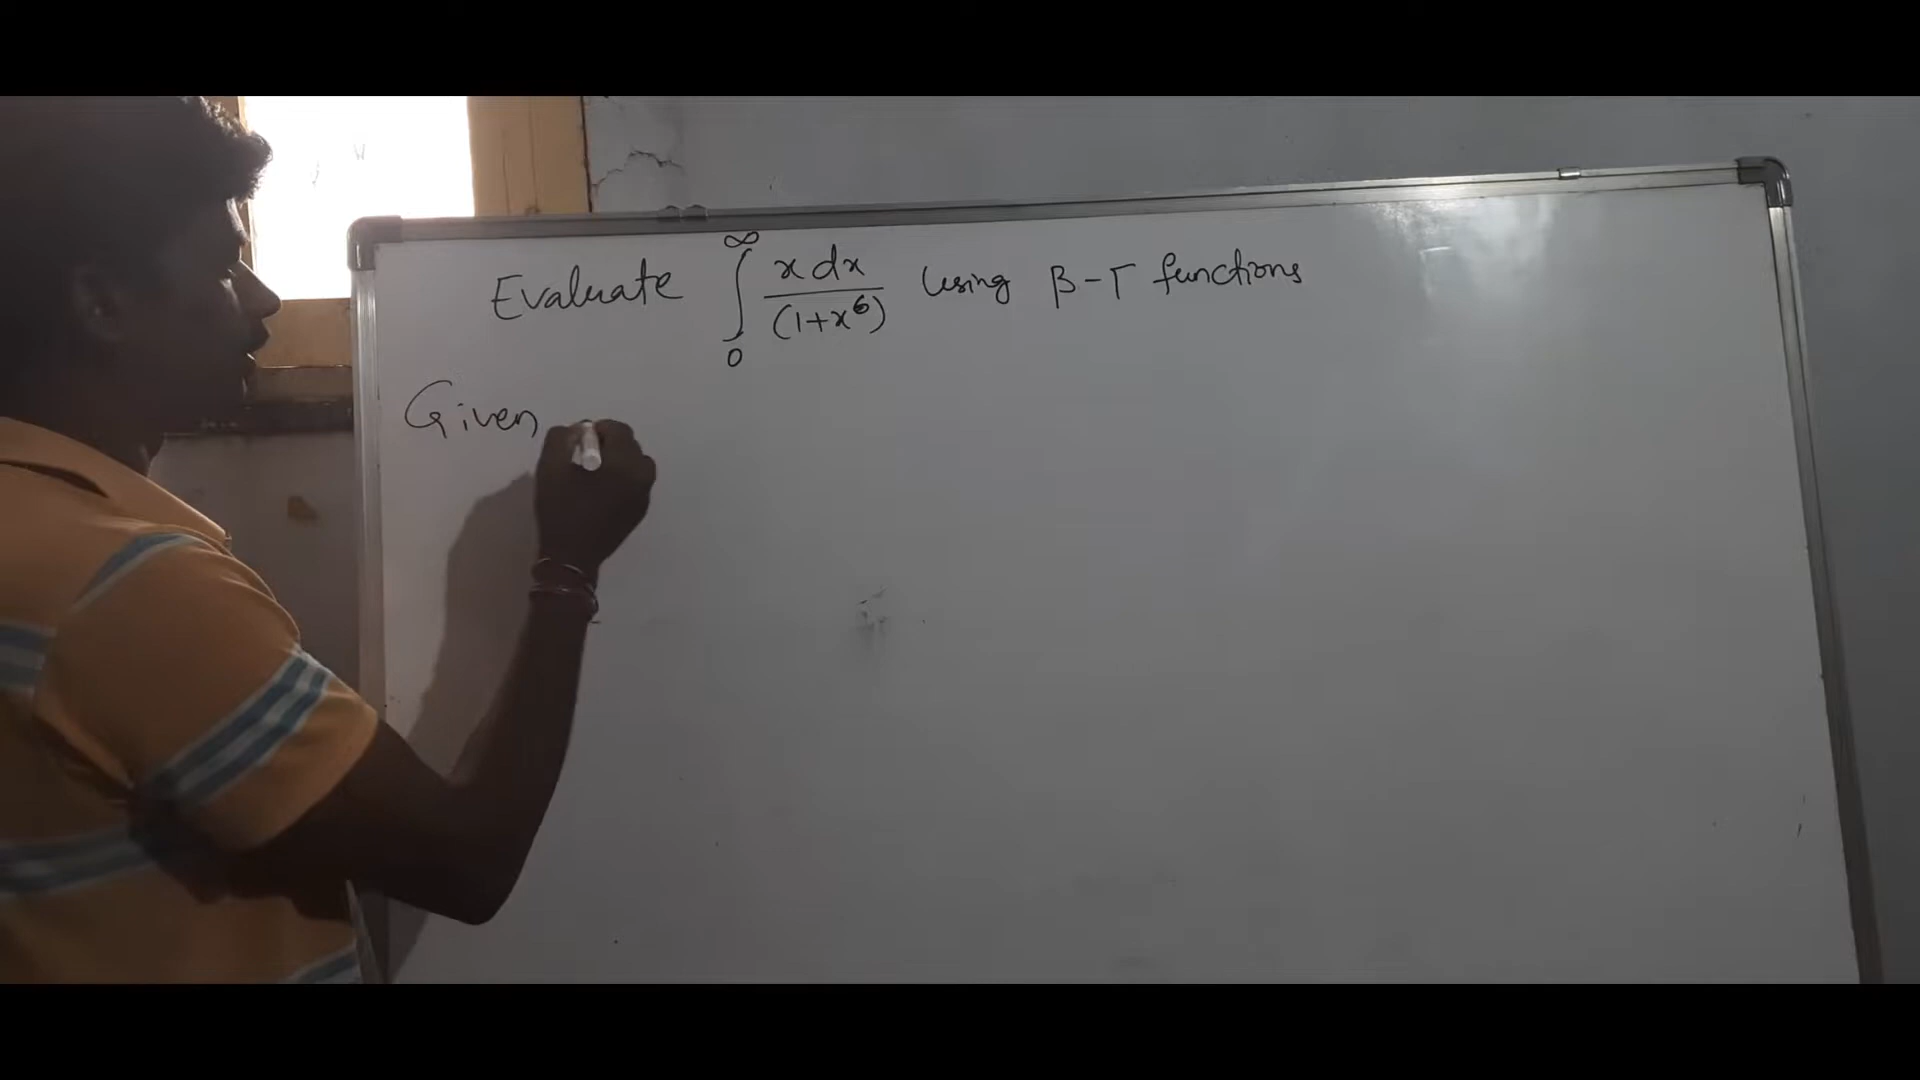 Evaluate ∫₀^∞ x dx / (1+x⁶) using β-Γ functions
Given